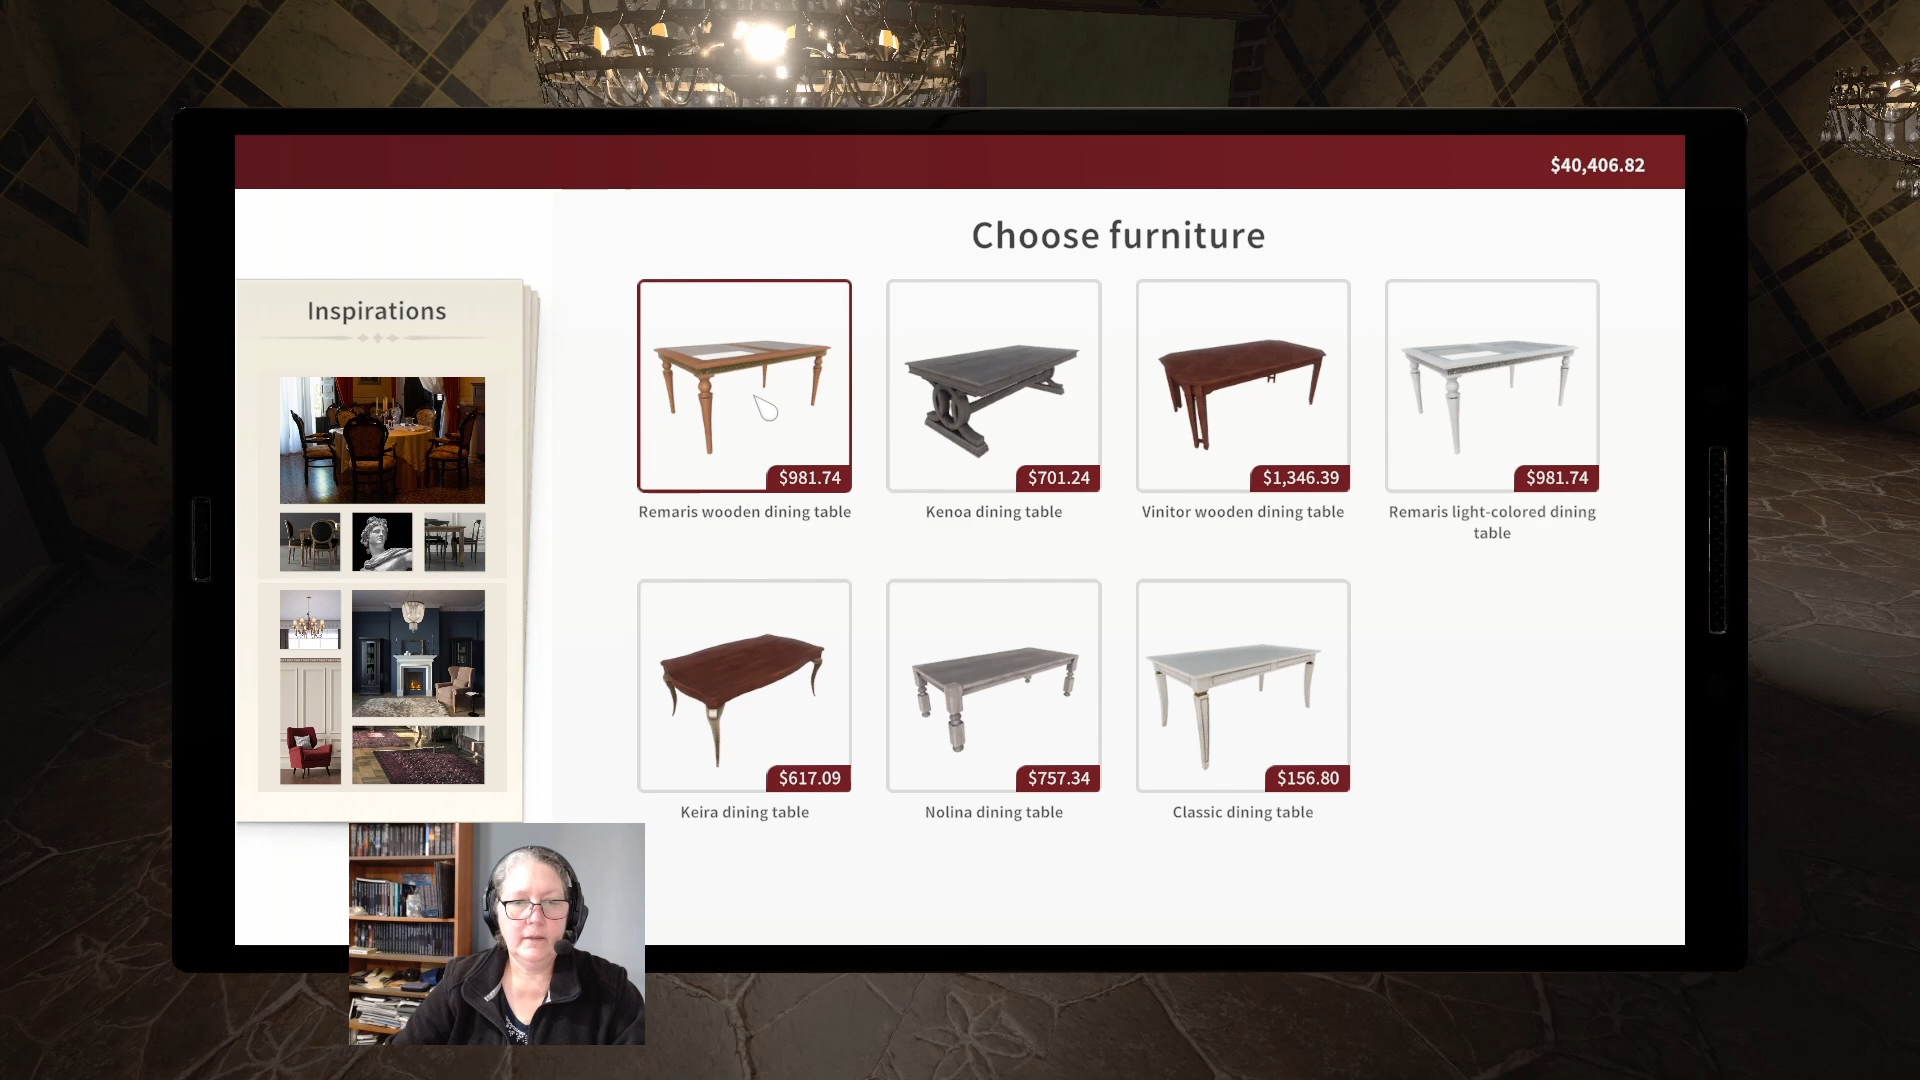 $40,406.82
Choose furniture
Inspirations
$981.74
$701.24
$1,346.39
$981.74
Remaris wooden dining table
Kenoa dining table
Vinitor wooden dining table
Remaris light-colored dining
table
$617.09
$757.34
$156.80
Keira dining table
Nolina dining table
Classic dining table